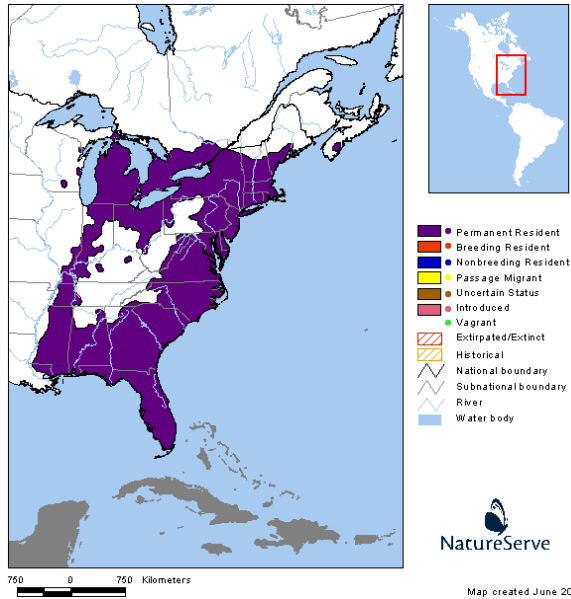 Permanent Resident
Breeding Resident
Nonbreeding Resident
Passage Migrant
Uncertain Status
Introduced
Vagrant
Extirpated/Extinct
Historical
National boundary
Subnational boundary
River
Water body
NatureServe
750 0 750 Kilometers
Map created June 20